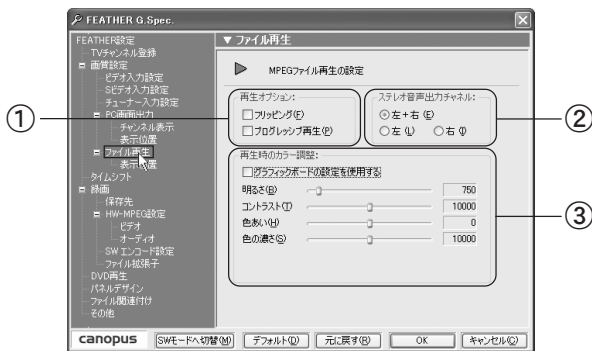 FEATHER G.Spec.
FEATHER設定
TVチャンネル登録
画質設定
ビデオ入力設定
Sビデオ入力設定
チューナー入力設定
PC画面出力
チャンネル表示
表示位置
ファイル再生
表示位置
タイムシフト
録画
保存先
HW-MPEG設定
ビデオ
オーディオ
SWエンコード設定
ファイル拡張子
DVD再生
パネルデザイン
ファイル関連付け
その他
▼ ファイル再生
MPEGファイル再生の設定
①
再生オプション:
フリッピング(F)
プログレッシブ再生(P)
②
ステレオ音声出力チャネル:
左+右(E)
左(L) 右(I)
③
再生時のカラー調整:
グラフィックボードの設定を使用する
明るさ(B) 750
コントラスト(T) 10000
色あい(H) 0
色の濃さ(S) 10000
canopus SWモードへ切替(M) デフォルト(D) 元に戻す(R) OK キャンセル(C)